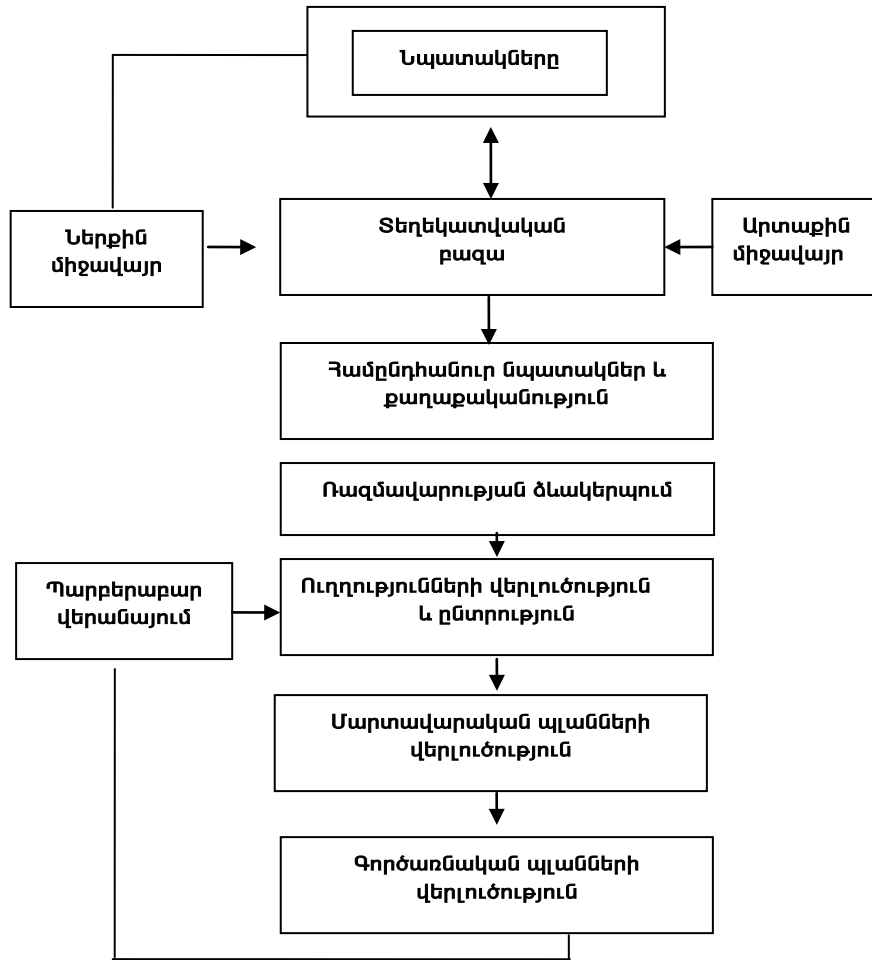 Նպատակները
Ներքին
միջավայր
Տեղեկատվական
բազա
Արտաքին
միջավայր
Համընդհանուր նպատակներ և
քաղաքականություն
Ռազմավարության ձևակերպում
Պարբերաբար
վերանայում
Ուղղությունների վերլուծություն
և ընտրություն
Մարտավարական պլանների
վերլուծություն
Գործառնական պլանների
վերլուծություն